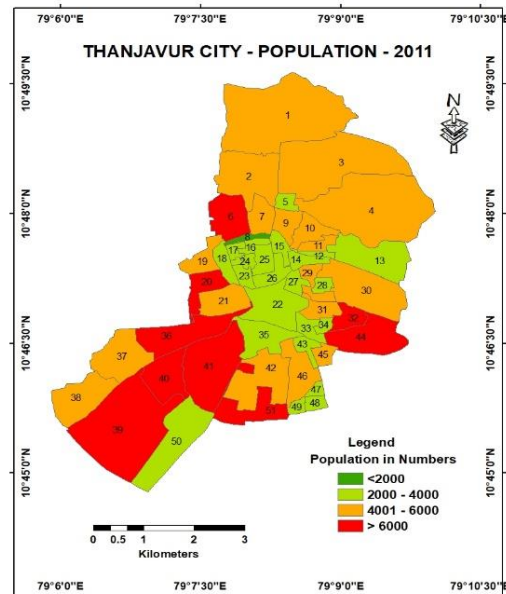 79°6'0"E 79°7'30"E 79°9'0"E 79°10'30"E
THANJAVUR CITY - POPULATION - 2011
10°49'30"N 10°49'30"N
N
1
3
2
4
5
10°48'0"N 10°48'0"N
6 7 9 10
8 11
15 12
16 17 18 14 13
19 24 25
23 26 29
20 27 28 30
21 22 31
32
33 34
10°46'30"N 10°46'30"N
36 35 43 44
37 45
41 42 46
40
38 47
51 49 48
39
50
Legend
Population in Numbers
<2000
2000 - 4000
4001 - 6000
> 6000
10°45'0"N 10°45'0"N
0 0.5 1 2 3
Kilometers
79°6'0"E 79°7'30"E 79°9'0"E 79°10'30"E